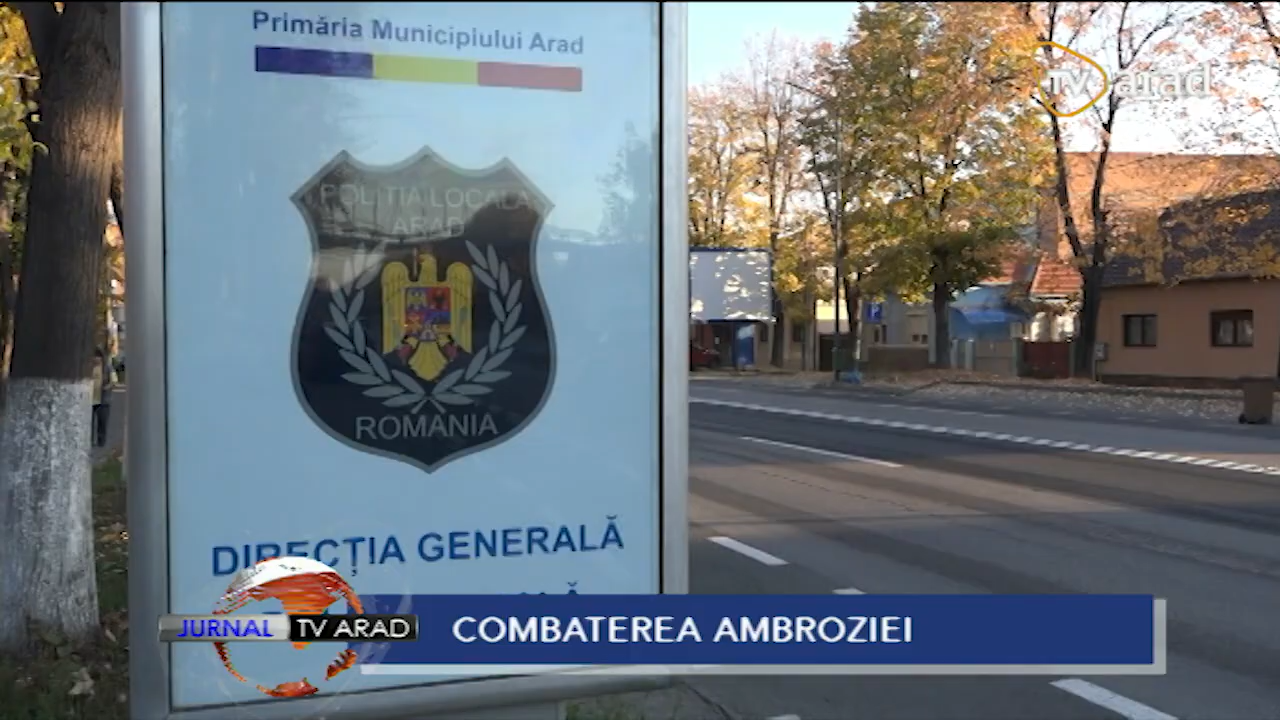 Primăria Municipiului Arad
TV arad
POLIȚIA LOCALĂ
ARAD
ROMANIA
DIRECȚIA GENERALĂ
JURNAL TV ARAD
COMBATEREA AMBROZIEI